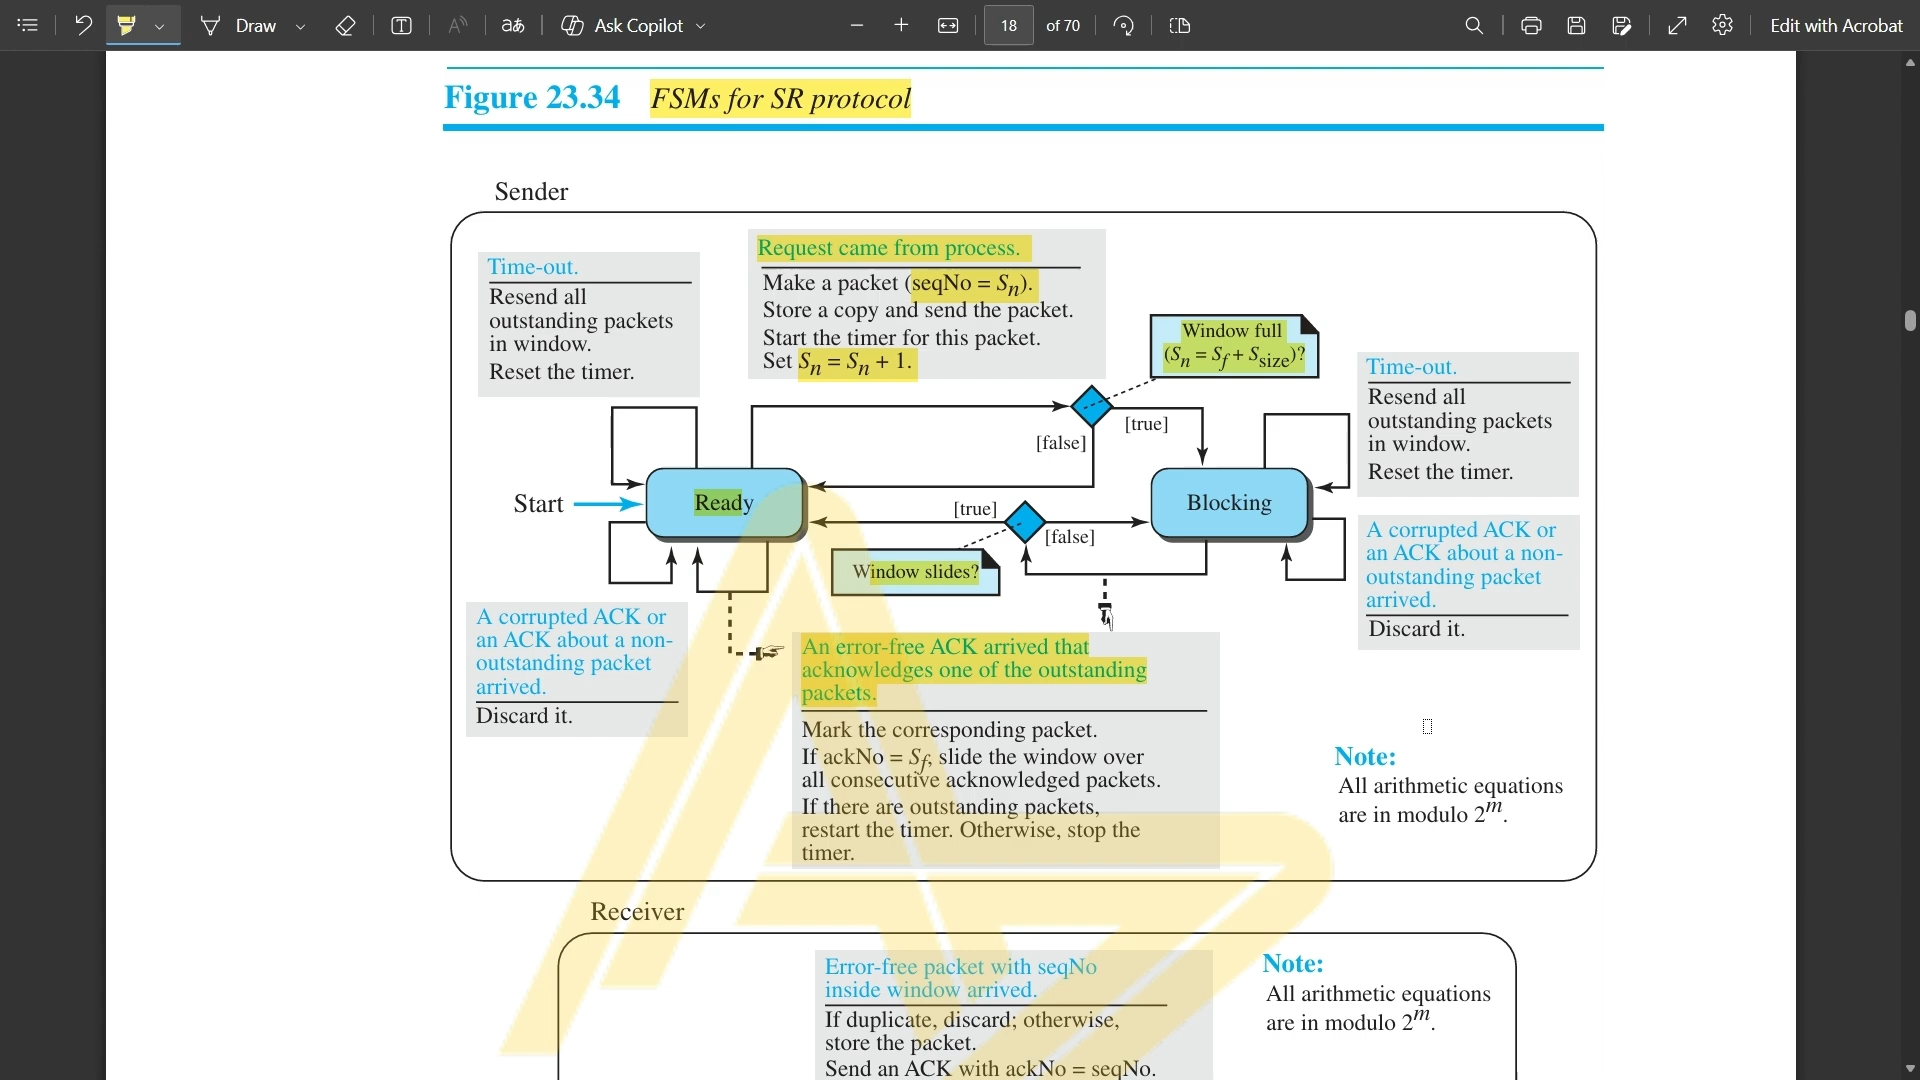 Draw
aあ
Ask Copilot
18
of 70
Edit with Acrobat
Figure 23.34 FSMs for SR protocol
Sender
Time-out.
Resend all
outstanding packets
in window.
Reset the timer.
Request came from process.
Make a packet (seqNo = Sn).
Store a copy and send the packet.
Start the timer for this packet.
Set Sn = Sn + 1.
Window full
(Sn = Sf + Ssize)?
Time-out.
Resend all
outstanding packets
in window.
Reset the timer.
[true]
[false]
Start
Ready
Blocking
[true]
[false]
Window slides?
A corrupted ACK or
an ACK about a non-
outstanding packet
arrived.
Discard it.
A corrupted ACK or
an ACK about a non-
outstanding packet
arrived.
Discard it.
An error-free ACK arrived that
acknowledges one of the outstanding
packets.
Mark the corresponding packet.
If ackNo = Sf, slide the window over
all consecutive acknowledged packets.
If there are outstanding packets,
restart the timer. Otherwise, stop the
timer.
Note:
All arithmetic equations
are in modulo 2^m.
Receiver
Error-free packet with seqNo
inside window arrived.
If duplicate, discard; otherwise,
store the packet.
Send an ACK with ackNo = seqNo.
Note:
All arithmetic equations
are in modulo 2^m.